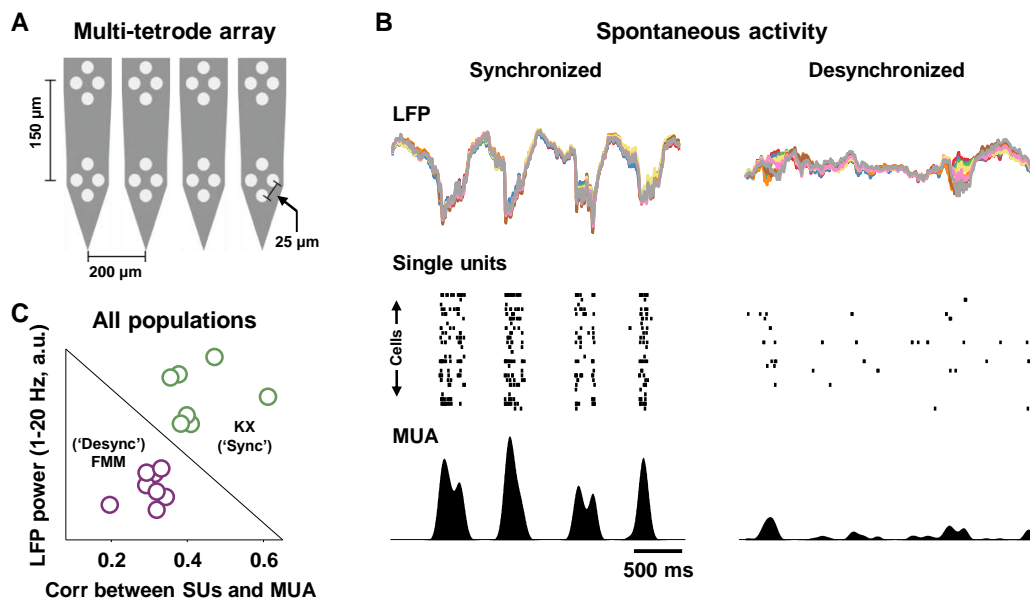 A
Multi-tetrode array
150 µm
25 µm
200 µm
B
Spontaneous activity
Synchronized
Desynchronized
LFP
Single units
Cells
MUA
500 ms
C
All populations
LFP power (1-20 Hz, a.u.)
KX
(‘Sync’)
(‘Desync’)
FMM
0.2
0.4
0.6
Corr between SUs and MUA